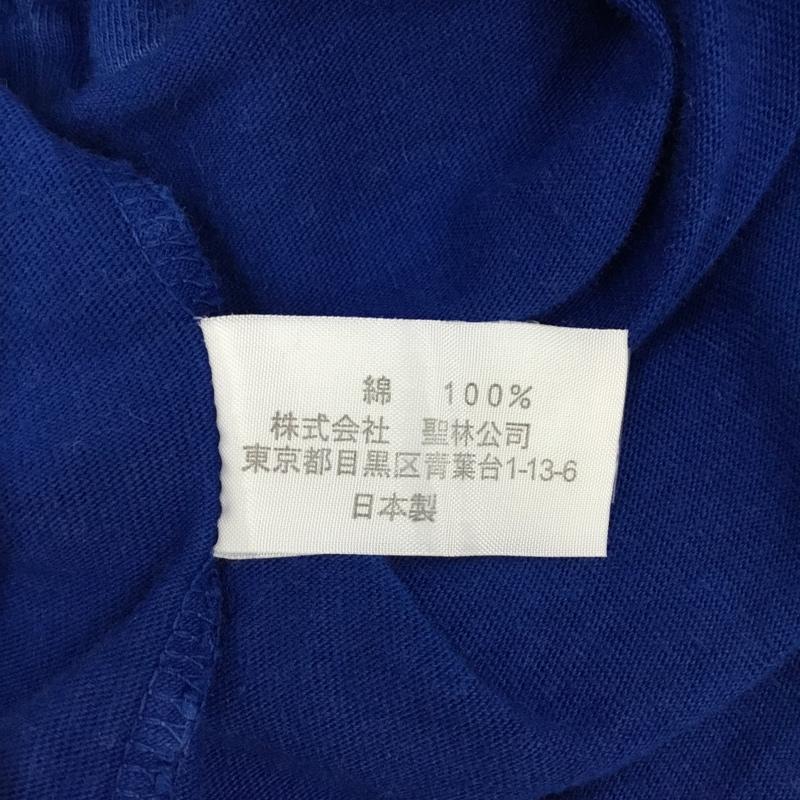 綿 100%
株式会社 聖林公司
東京都目黒区青葉台1-13-6
日本製